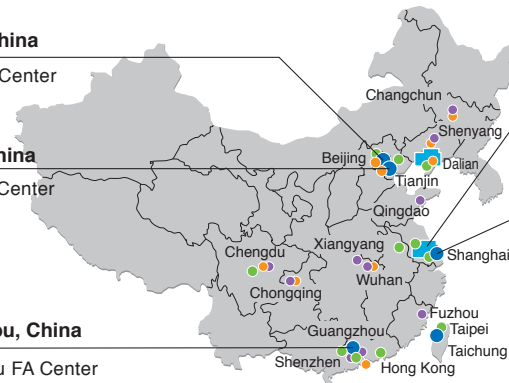 hina
Center
hina
Center
ou, China
u FA Center
Changchun
Shenyang
Beijing
Dalian
Tianjin
Qingdao
Chengdu
Xiangyang
Shanghai
Chongqing
Wuhan
Fuzhou
Guangzhou
Taipei
Taichung
Shenzhen
Hong Kong